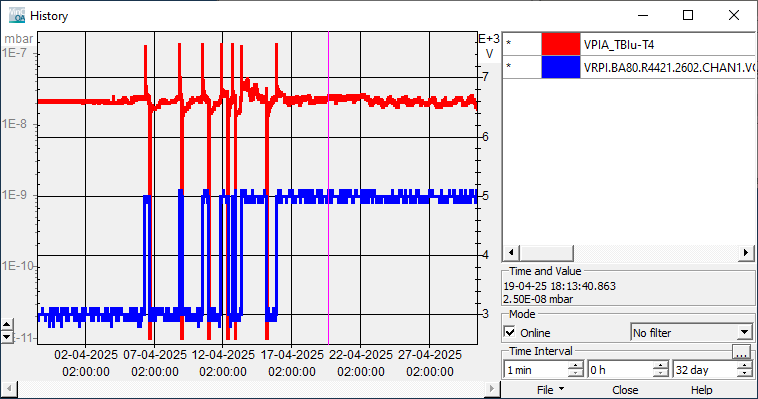 WinCC OA History
mbar
1E-7
1E-8
1E-9
1E-10
E-11
E+3
V
7
6
5
4
3
02-04-2025 07-04-2025 12-04-2025 17-04-2025 22-04-2025 27-04-2025
02:00:00 02:00:00 02:00:00 02:00:00 02:00:00 02:00:00
* VPIA_TBlu-T4
* VRPI.BA80.R4421.2602.CHAN1.VO
Time and Value
19-04-25 18:13:40.863
2.50E-08 mbar
Mode
Online No filter
Time Interval ...
1 min 0 h 32 day
File Close Help